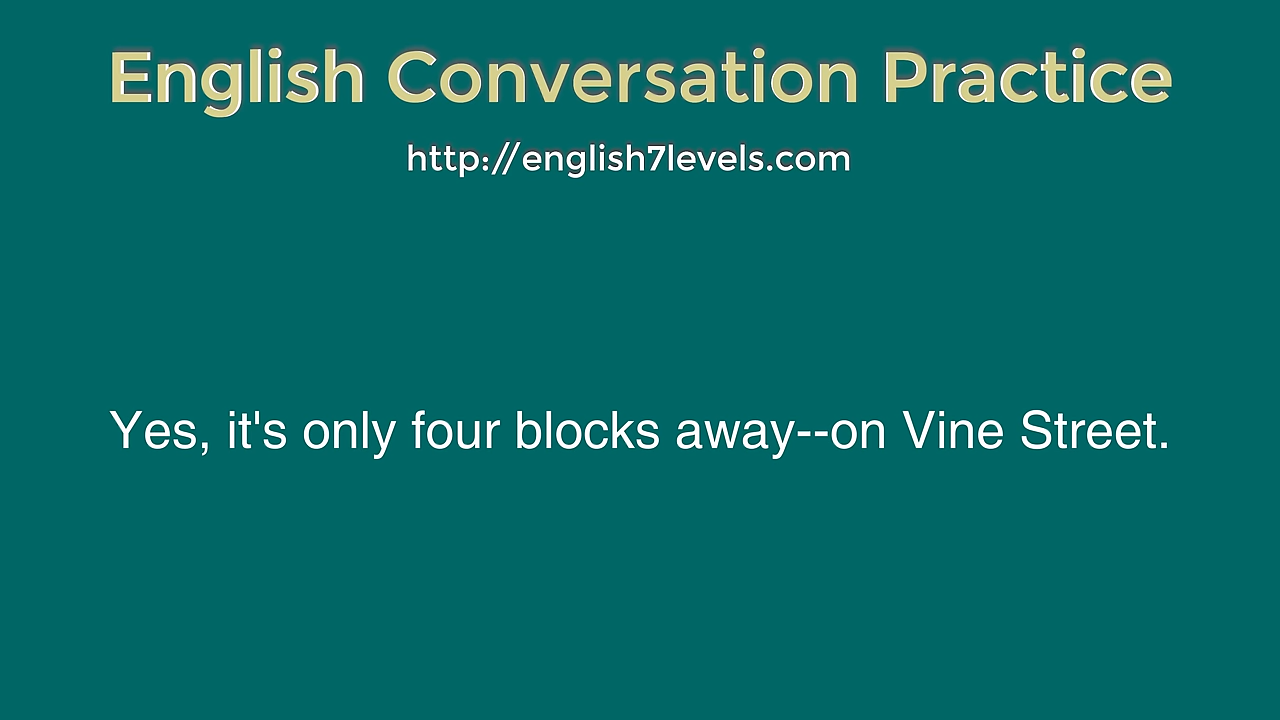 English Conversation Practice
http://english7levels.com
Yes, it's only four blocks away--on Vine Street.